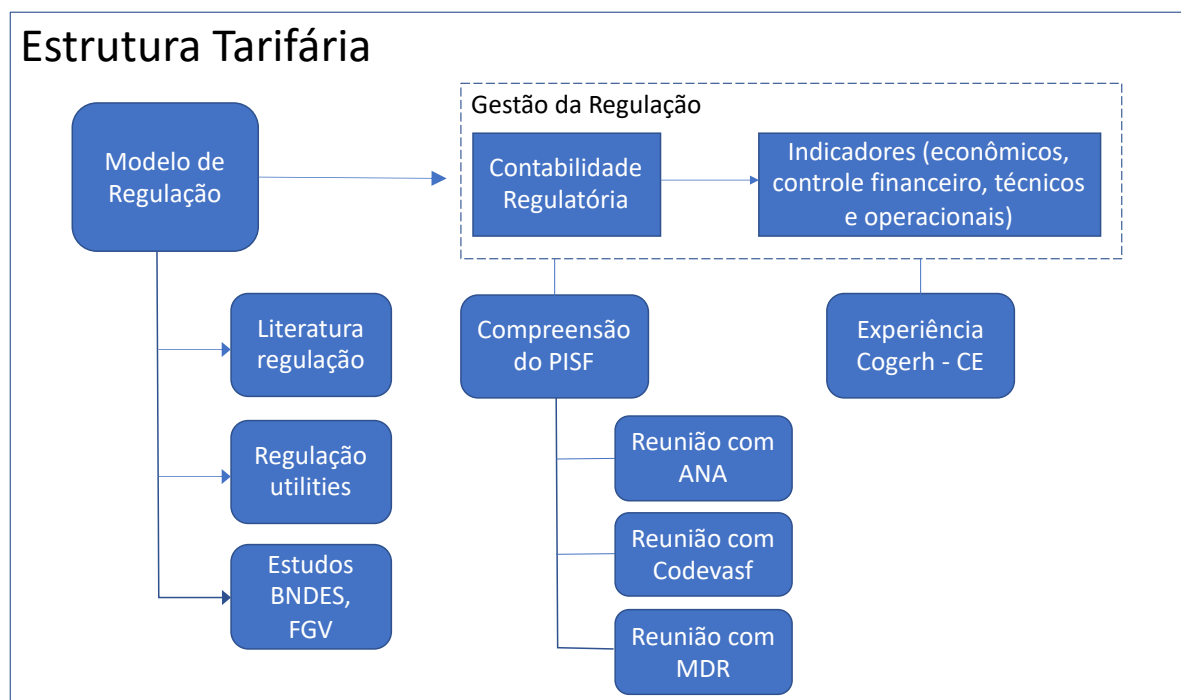 Estrutura Tarifária
Gestão da Regulação
Modelo de
Regulação
Contabilidade
Regulatória
Indicadores (econômicos,
controle financeiro, técnicos
e operacionais)
Literatura
regulação
Regulação
utilities
Estudos
BNDES,
FGV
Compreensão
do PISF
Experiência
Cogerh - CE
Reunião com
ANA
Reunião com
Codevasf
Reunião com
MDR